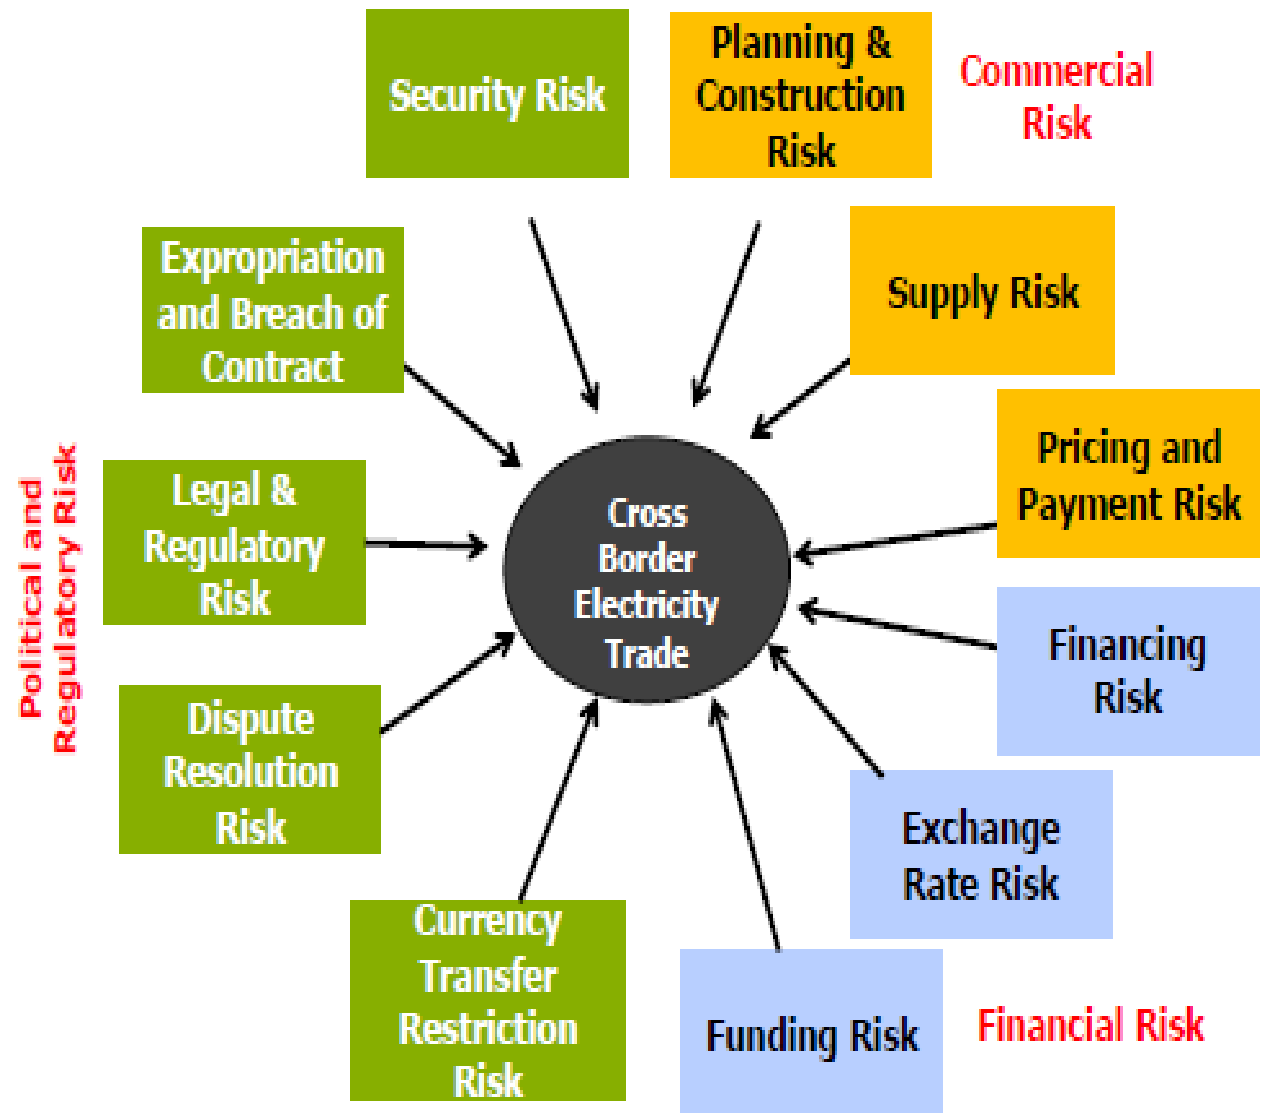 Security Risk
Planning &
Construction
Risk
Commercial
Risk
Expropriation
and Breach of
Contract
Supply Risk
Political and
Regulatory Risk
Legal &
Regulatory
Risk
Cross
Border
Electricity
Trade
Pricing and
Payment Risk
Financing
Risk
Dispute
Resolution
Risk
Exchange
Rate Risk
Currency
Transfer
Restriction
Risk
Funding Risk
Financial Risk